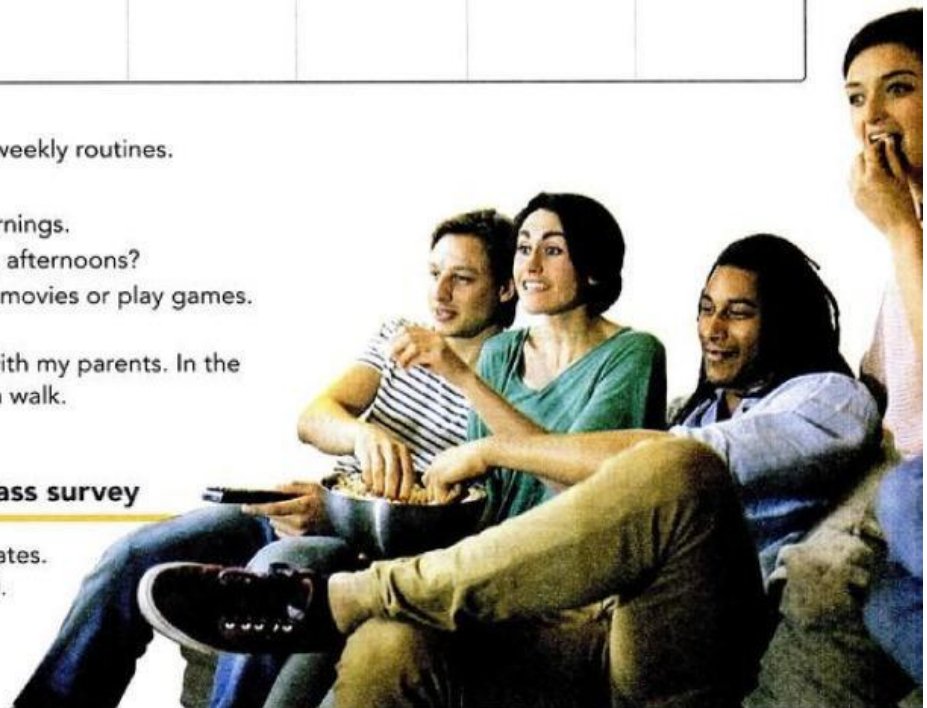 weekly routines.
rnings.
afternoons?
movies or play games.
ith my parents. In the
walk.
ass survey
ates.